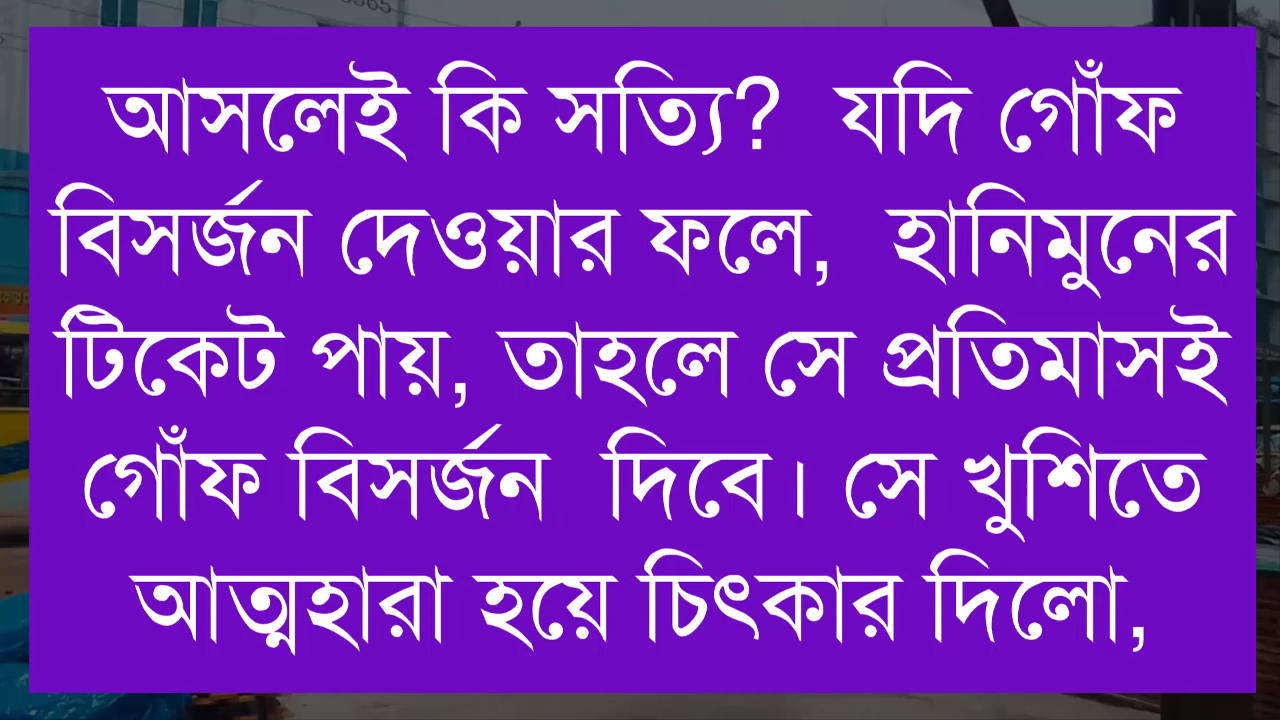 আসলেই কি সত্যি? যদি গোঁফ
বিসর্জন দেওয়ার ফলে, হানিমুনের
টিকেট পায়, তাহলে সে প্রতিমাসই
গোঁফ বিসর্জন দিবে। সে খুশিতে
আত্মহারা হয়ে চিৎকার দিলো,